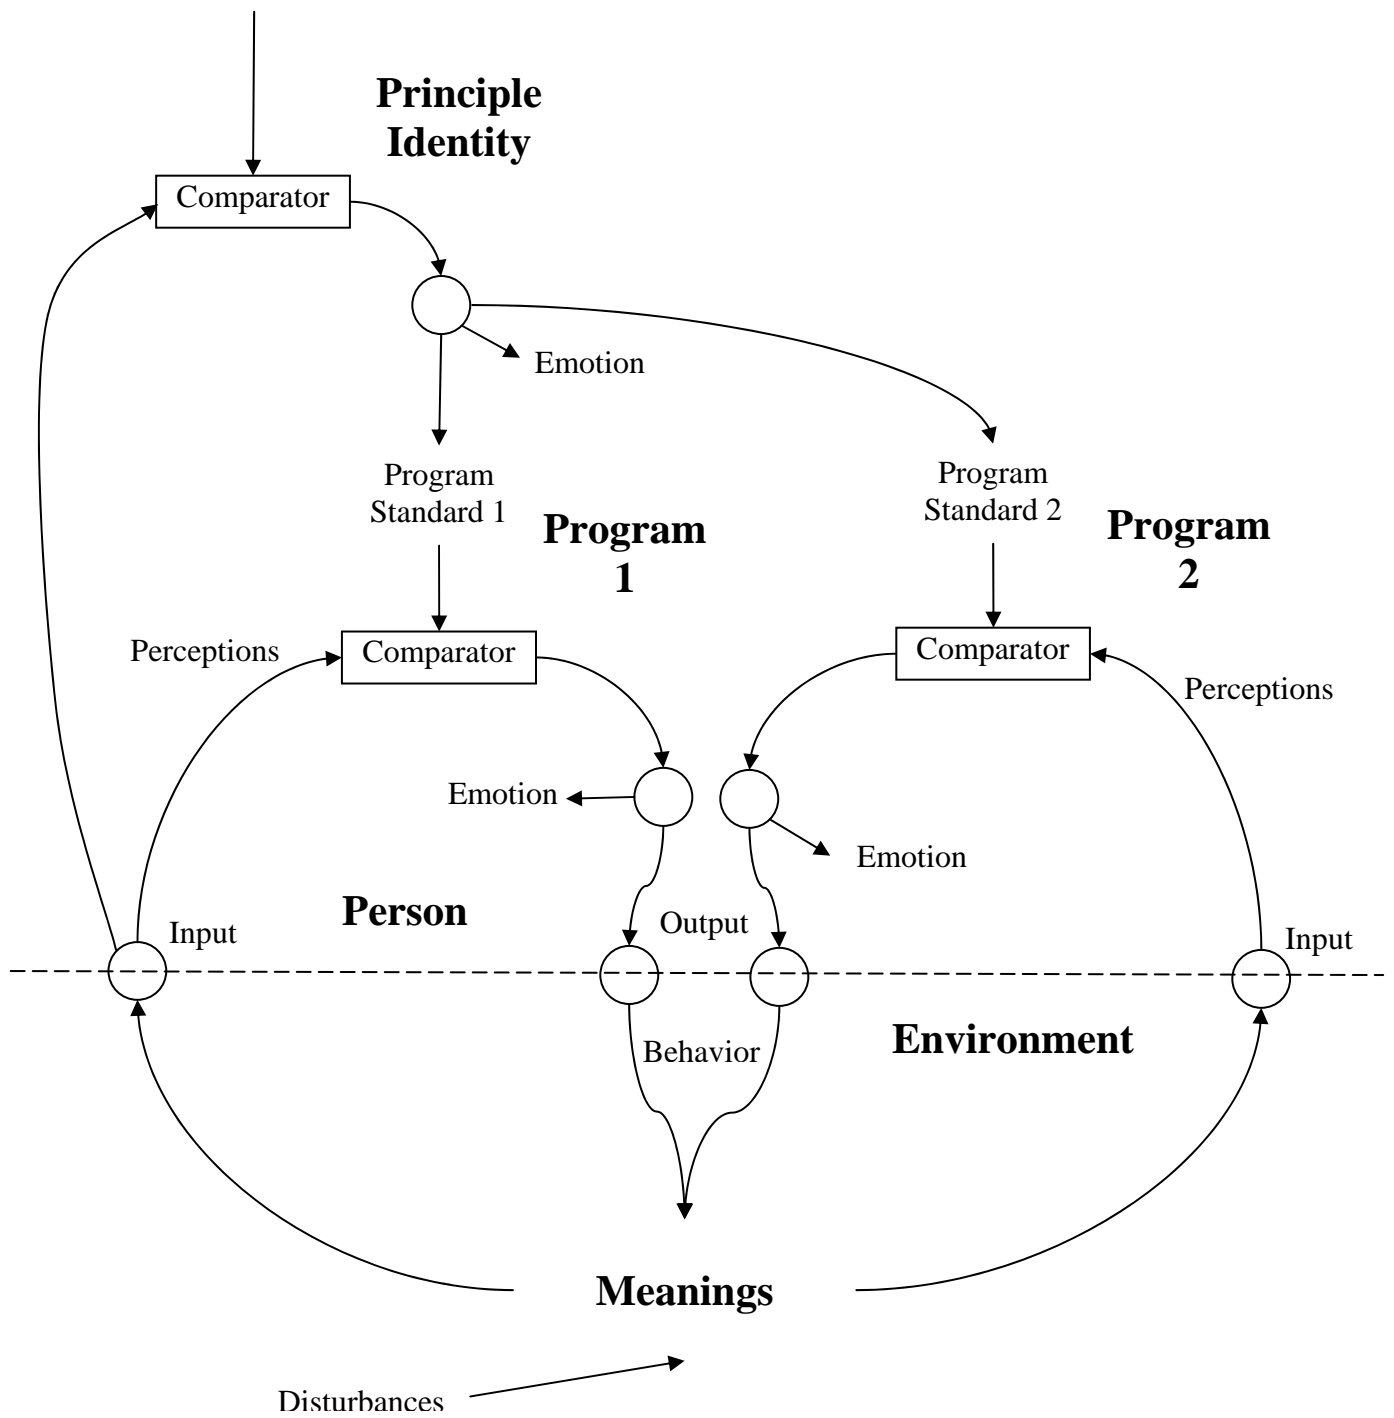 Principle
Identity
Comparator
Emotion
Program
Standard 1
Program
1
Program
Standard 2
Program
2
Perceptions
Comparator
Comparator
Perceptions
Emotion
Emotion
Person
Input
Output
Input
Behavior
Environment
Meanings
Disturbances